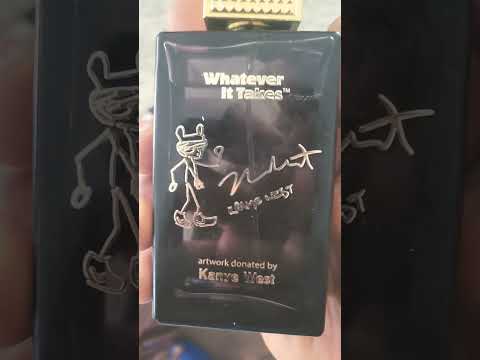 Whatever
It Takes™
KANYE WEST
artwork donated by
Kanye West